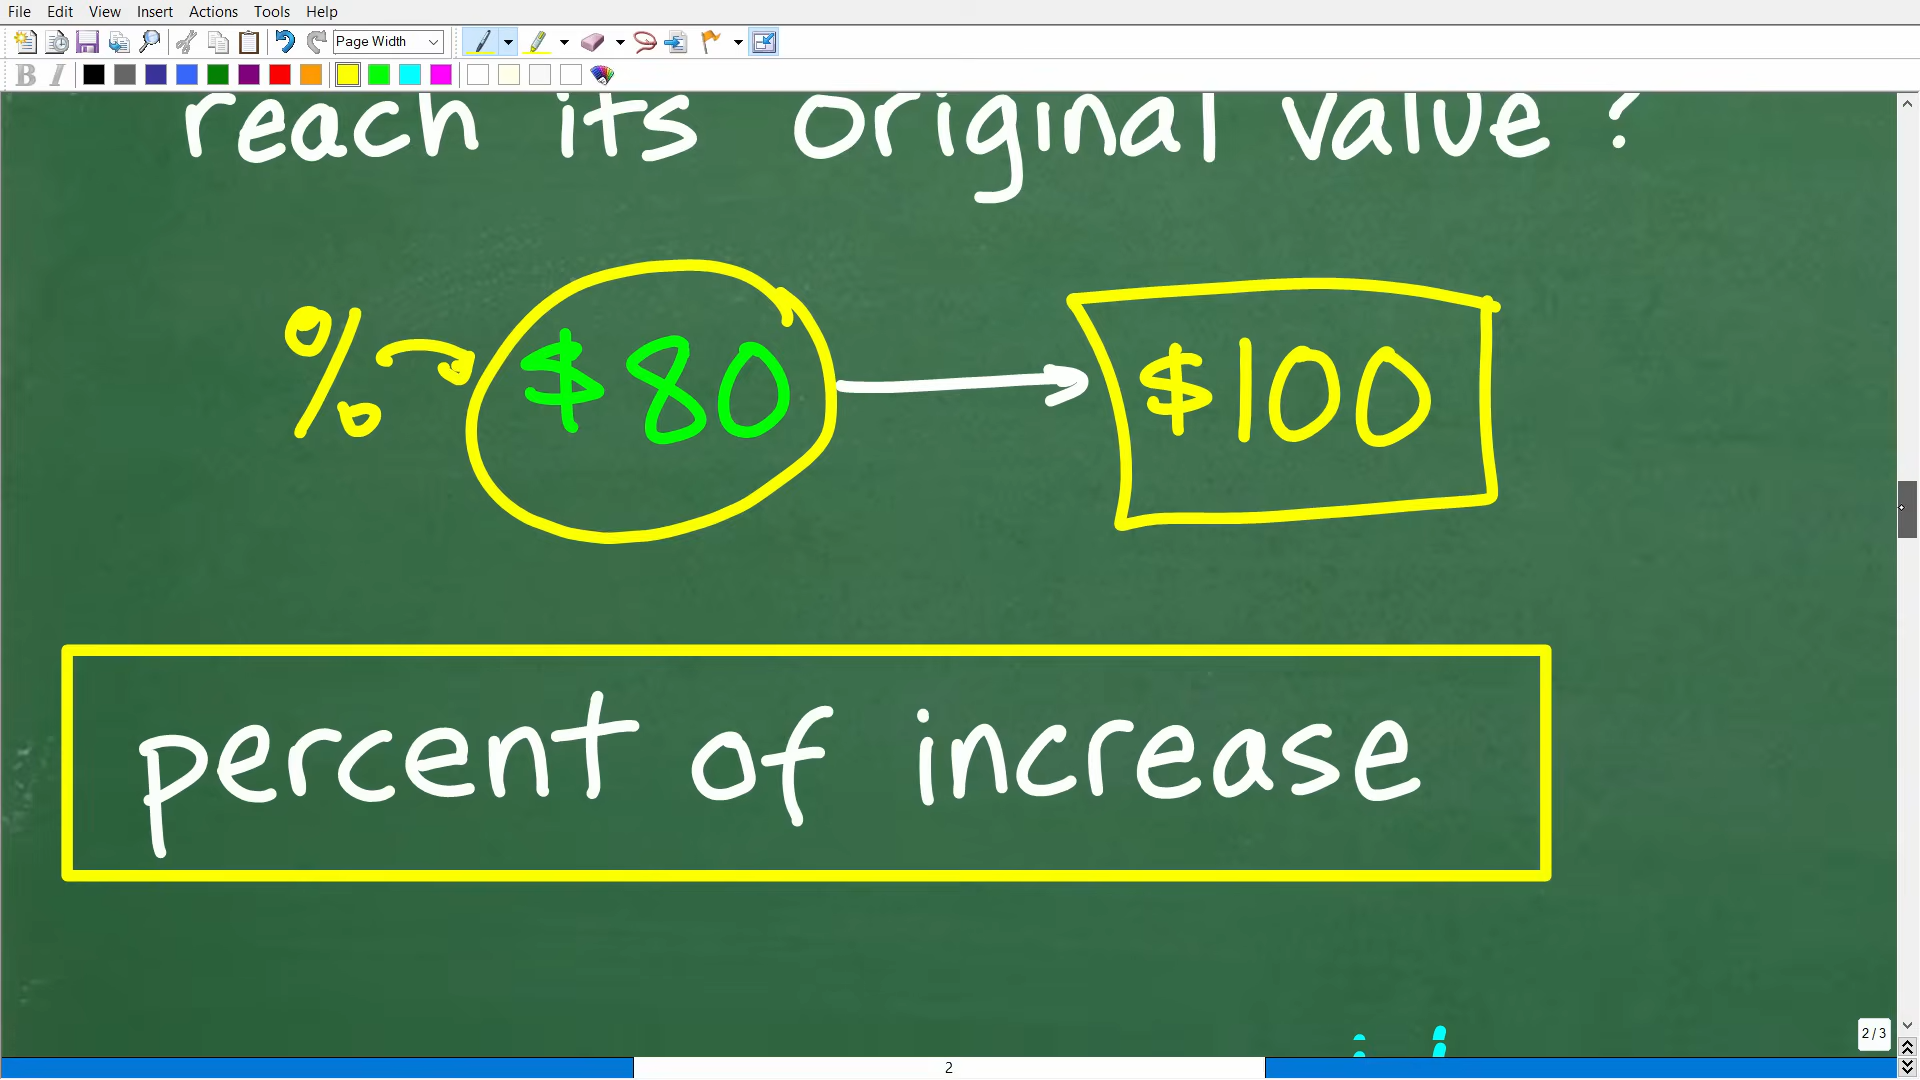 File Edit View Insert Actions Tools Help
Page Width
B I
reach its original value?
% $80 $100
percent of increase
2/3
2